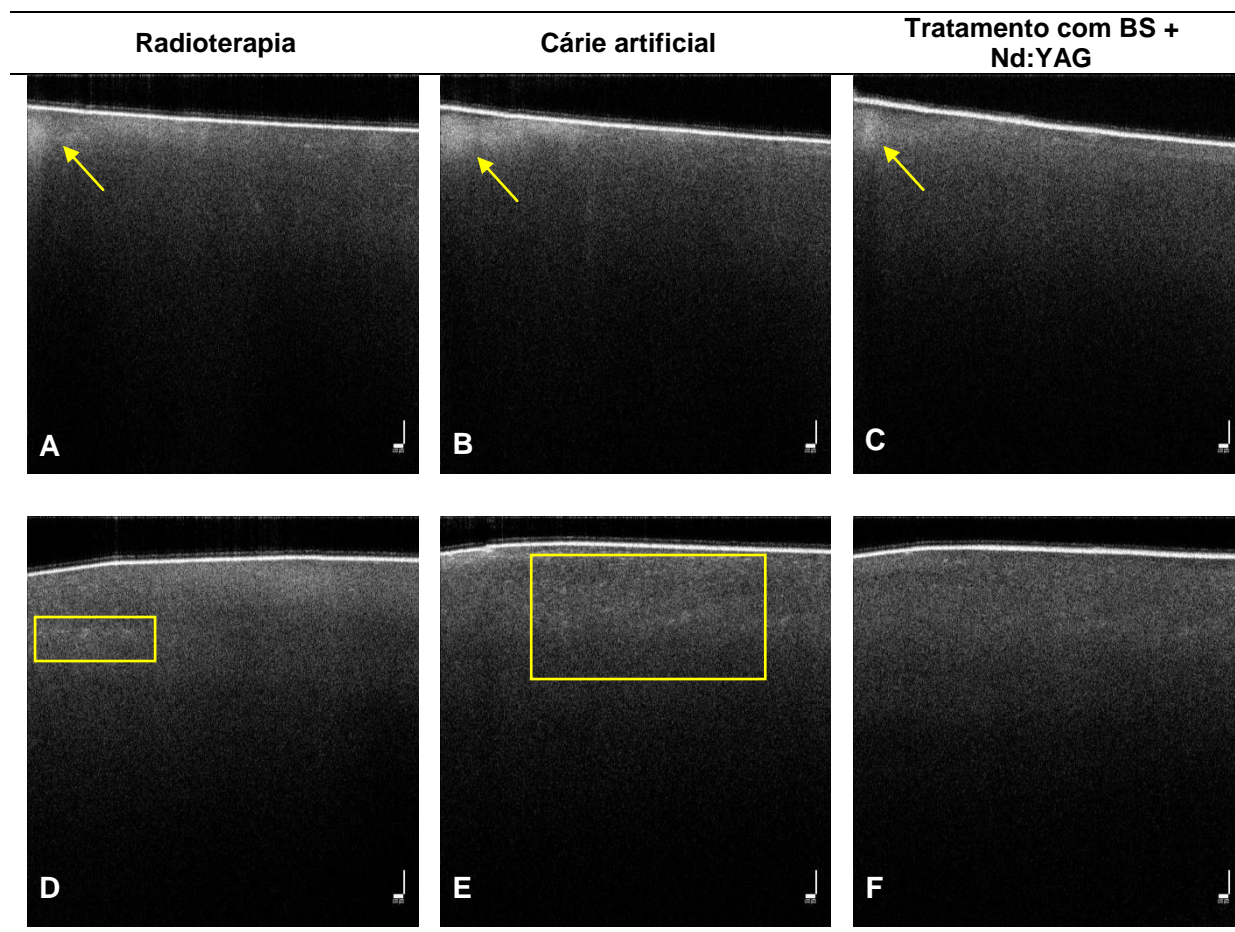 Radioterapia
Cárie artificial
Tratamento com BS +
Nd:YAG
A
B
C
D
E
F